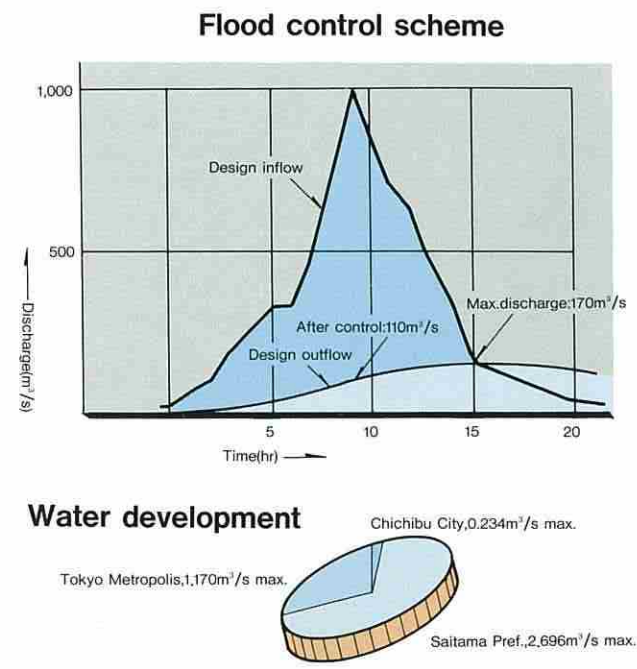 Flood control scheme
1,000
500
Discharge(m³/s)
Design inflow
Max.discharge:170m³/s
After control:110m³/s
Design outflow
5
10
15
20
Time(hr)
Water development
Chichibu City,0.234m³/s max.
Tokyo Metropolis,1,170m³/s max.
Saitama Pref.,2,696m³/s max.